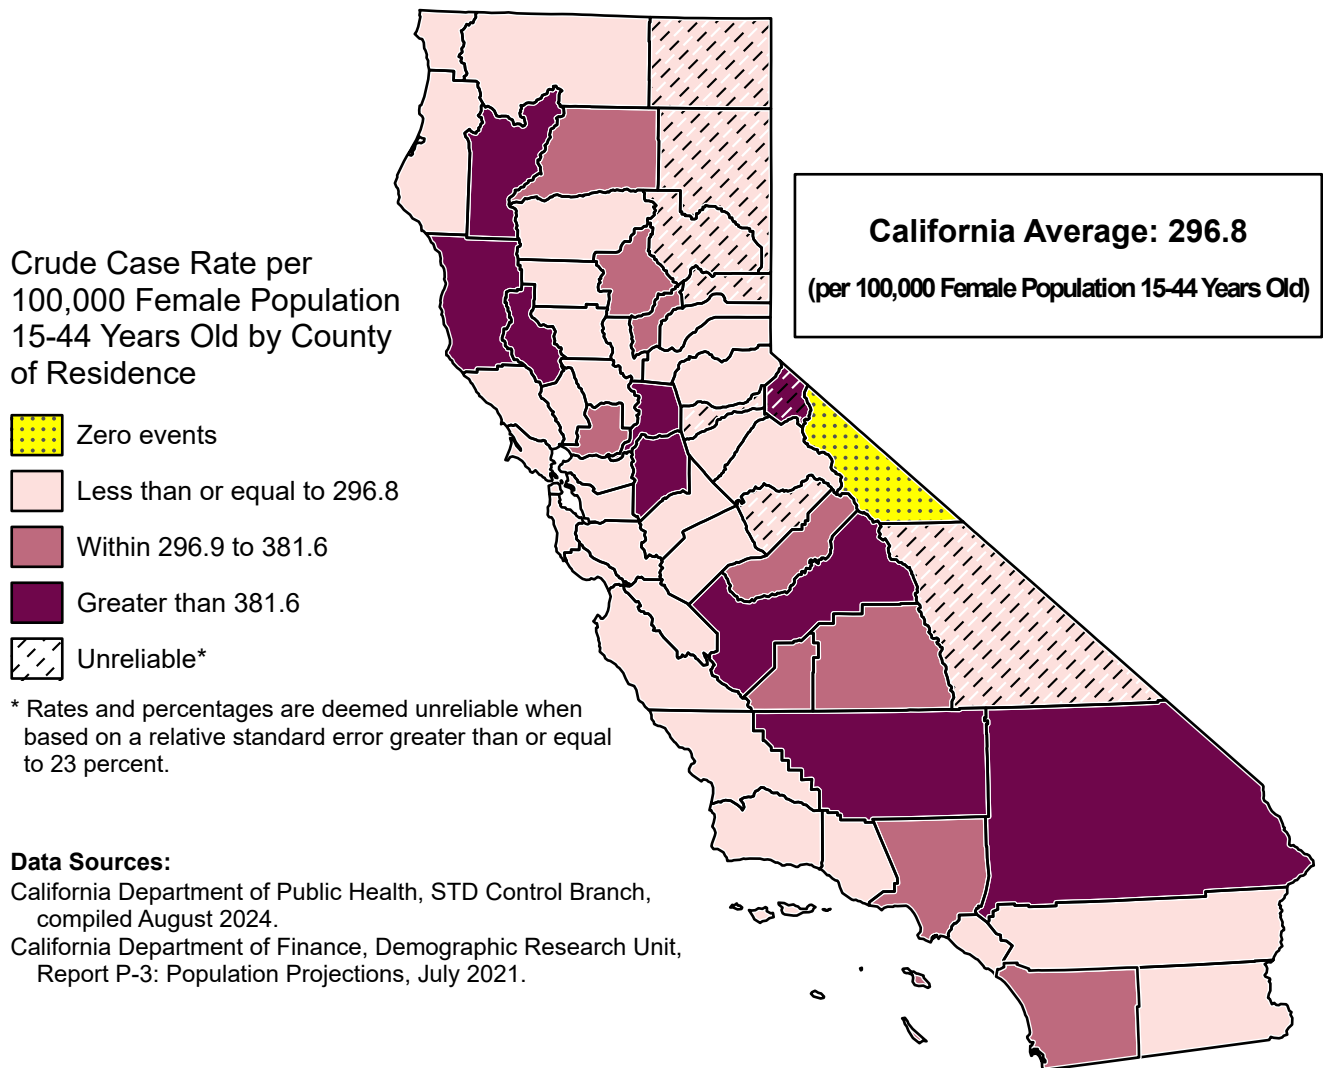 California Average: 296.8
(per 100,000 Female Population 15-44 Years Old)
Crude Case Rate per
100,000 Female Population
15-44 Years Old by County
of Residence
Zero events
Less than or equal to 296.8
Within 296.9 to 381.6
Greater than 381.6
Unreliable*
* Rates and percentages are deemed unreliable when
based on a relative standard error greater than or equal
to 23 percent.
Data Sources:
California Department of Public Health, STD Control Branch,
compiled August 2024.
California Department of Finance, Demographic Research Unit,
Report P-3: Population Projections, July 2021.